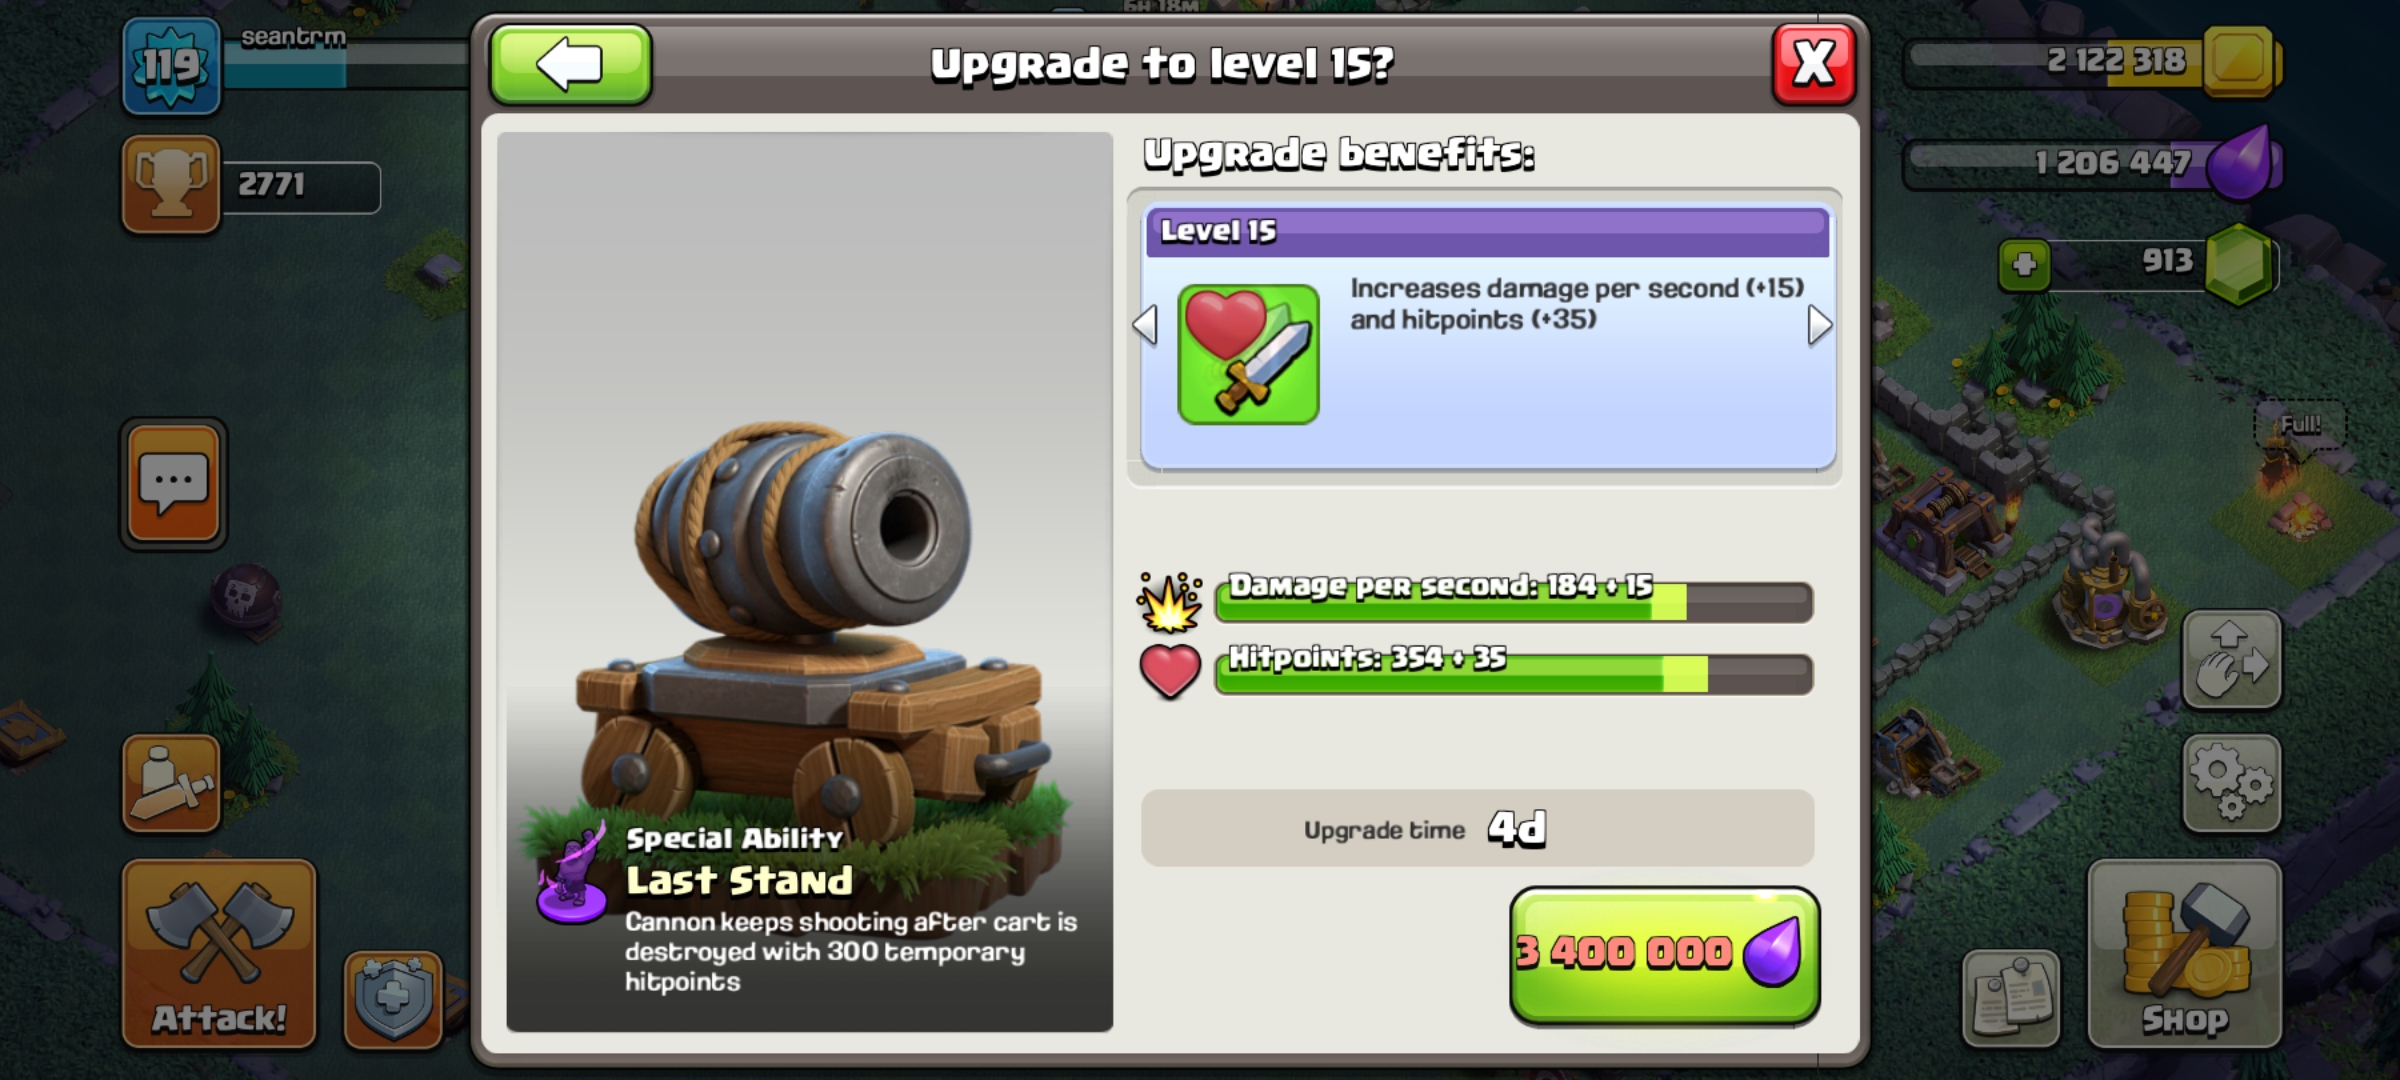 6H 18M
119
seantrm
Upgrade to level 15?
X
2 122 318
2771
Upgrade benefits:
1 206 447
Level 15
913
Increases damage per second (+15)
and hitpoints (+35)
Full!
Damage per second: 184 + 15
Hitpoints: 354 + 35
Upgrade time 4d
Special Ability
Last Stand
Cannon keeps shooting after cart is
destroyed with 300 temporary
hitpoints
3 400 000
Attack!
Shop